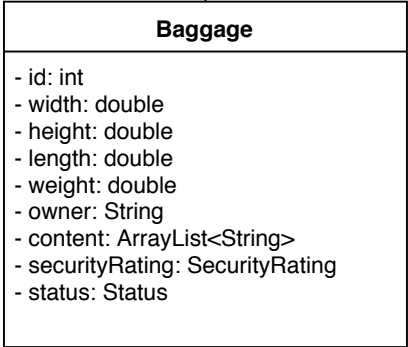 Baggage
- id: int
- width: double
- height: double
- length: double
- weight: double
- owner: String
- content: ArrayList<String>
- securityRating: SecurityRating
- status: Status